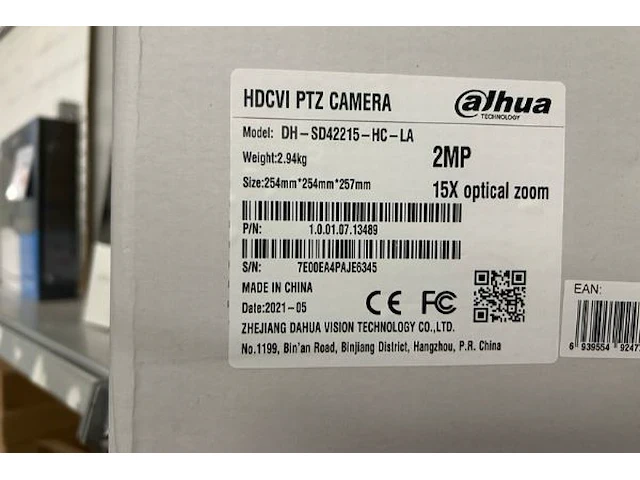 HDCVI PTZ CAMERA
alhua
TECHNOLOGY
Model: DH-SD42215-HC-LA
Weight:2.94kg
2MP
Size:254mm*254mm*257mm
15X optical zoom
P/N: 1.0.01.07.13489
S/N: 7E00EA4PAJE6345
MADE IN CHINA
Date:2021-05
CE FC
ZHEJIANG DAHUA VISION TECHNOLOGY CO.,LTD.
No.1199, Bin'an Road, Binjiang District, Hangzhou, P.R. China
EAN:
6 939554